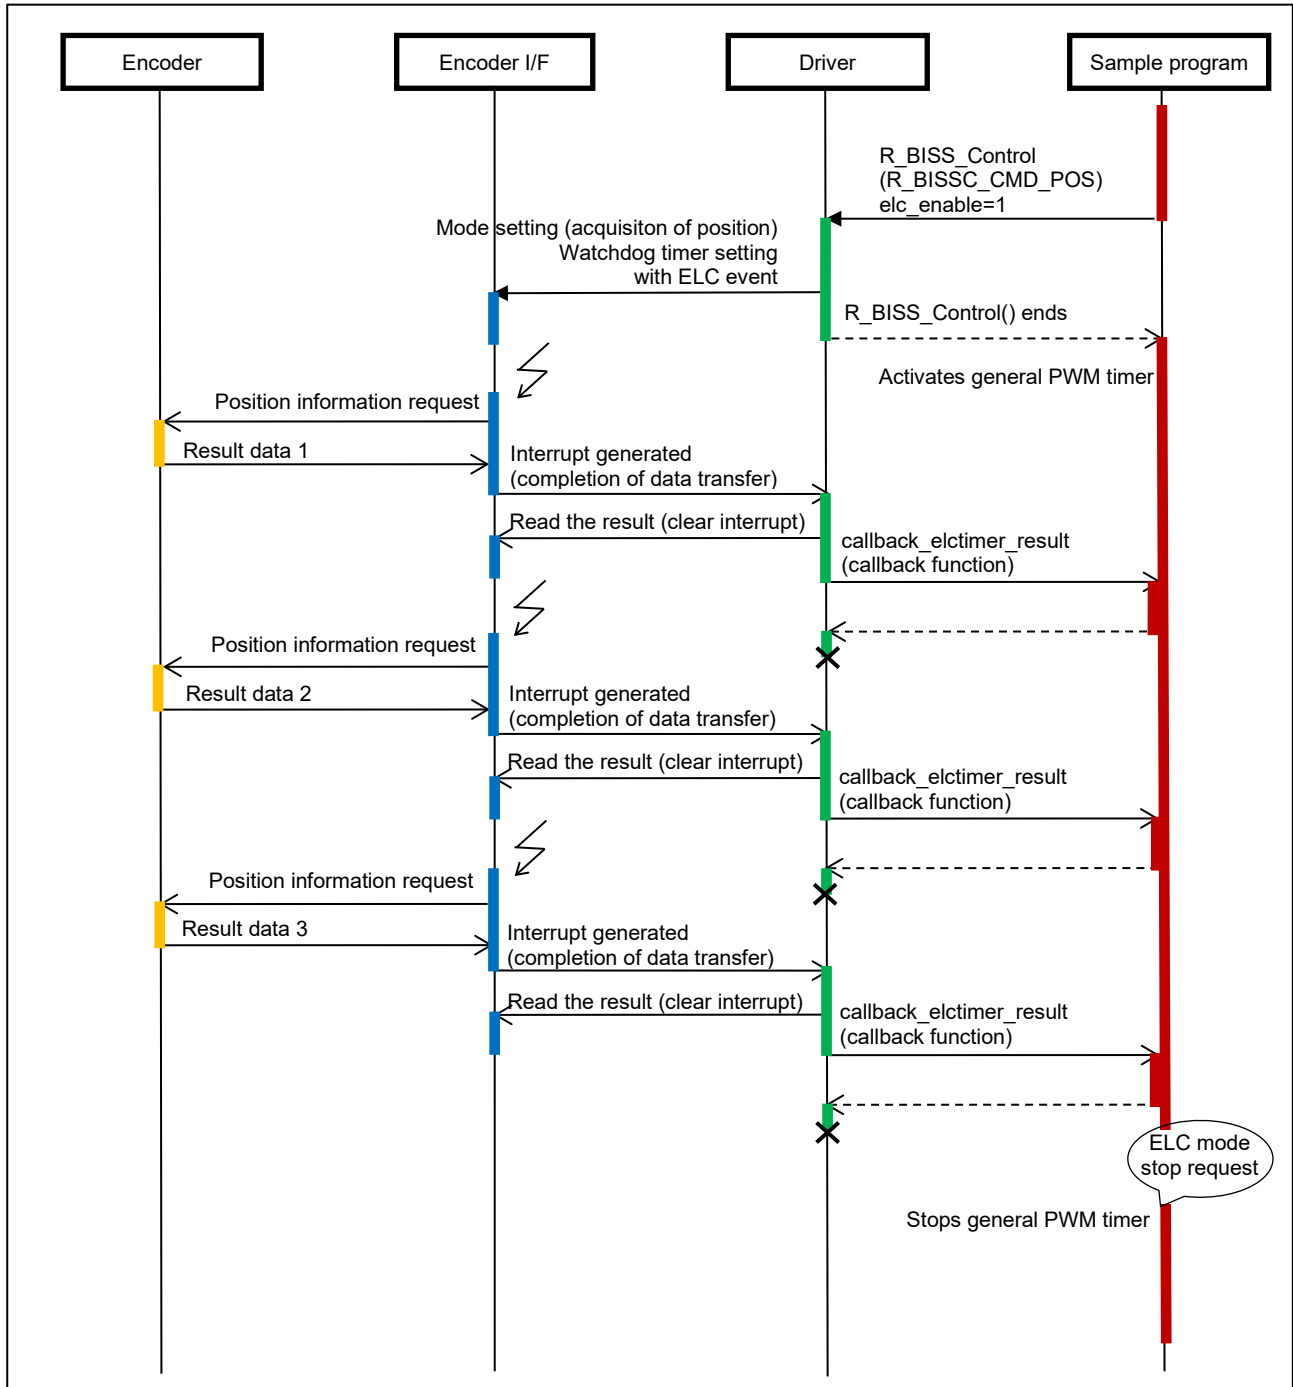 Encoder
Encoder I/F
Driver
Sample program
R_BISS_Control
(R_BISSC_CMD_POS)
elc_enable=1
Mode setting (acquisiton of position)
Watchdog timer setting
with ELC event
R_BISS_Control() ends
Activates general PWM timer
Position information request
Result data 1
Interrupt generated
(completion of data transfer)
Read the result (clear interrupt)
callback_elctimer_result
(callback function)
Position information request
Result data 2
Interrupt generated
(completion of data transfer)
Read the result (clear interrupt)
callback_elctimer_result
(callback function)
Position information request
Result data 3
Interrupt generated
(completion of data transfer)
Read the result (clear interrupt)
callback_elctimer_result
(callback function)
ELC mode
stop request
Stops general PWM timer